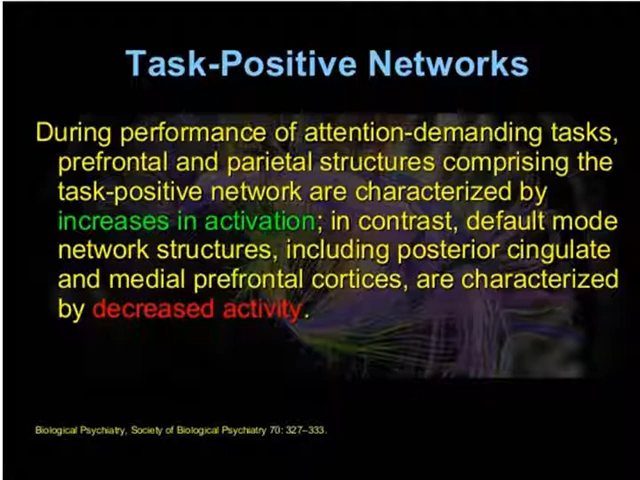 Task-Positive Networks
During performance of attention-demanding tasks,
prefrontal and parietal structures comprising the
task-positive network are characterized by
increases in activation; in contrast, default mode
network structures, including posterior cingulate
and medial prefrontal cortices, are characterized
by decreased activity.
Biological Psychiatry, Society of Biological Psychiatry 70: 327–333.